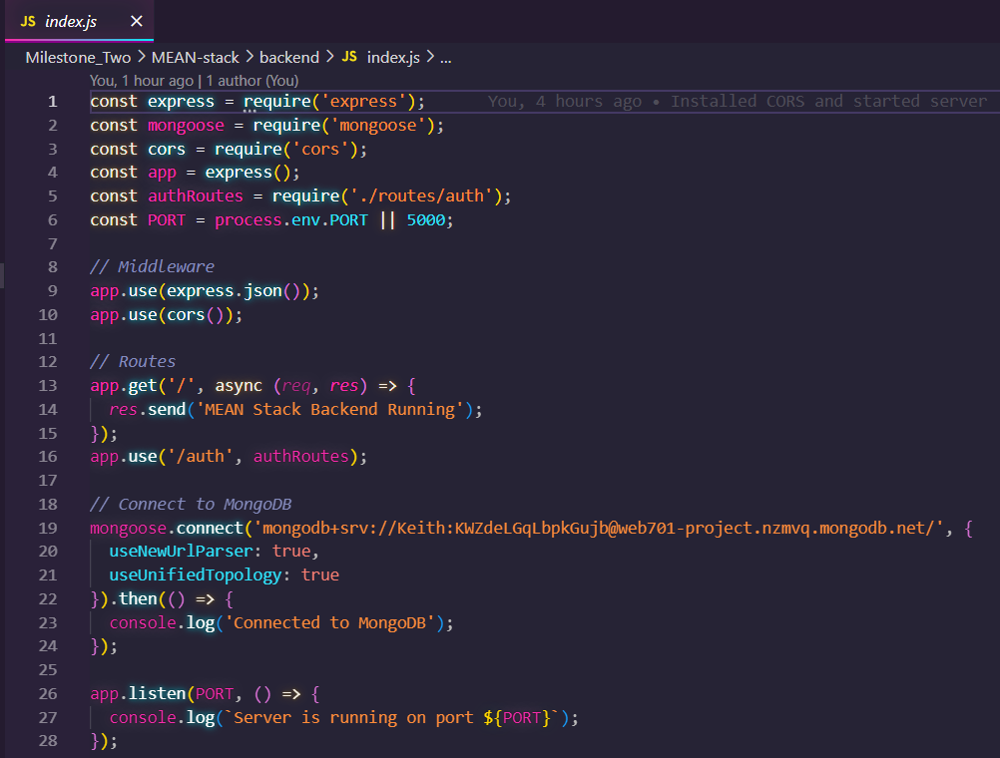 JS index.js ×
Milestone_Two > MEAN-stack > backend > JS index.js > ...
You, 1 hour ago | 1 author (You)
1 const express = require('express'); You, 4 hours ago • Installed CORS and started server
2 const mongoose = require('mongoose');
3 const cors = require('cors');
4 const app = express();
5 const authRoutes = require('./routes/auth');
6 const PORT = process.env.PORT || 5000;
7
8 // Middleware
9 app.use(express.json());
10 app.use(cors());
11
12 // Routes
13 app.get('/', async (req, res) => {
14   res.send('MEAN Stack Backend Running');
15 });
16 app.use('/auth', authRoutes);
17
18 // Connect to MongoDB
19 mongoose.connect('mongodb+srv://Keith:KWZdeLGqLbpkGujb@web701-project.nzmvq.mongodb.net/', {
20   useNewUrlParser: true,
21   useUnifiedTopology: true
22 }).then(() => {
23   console.log('Connected to MongoDB');
24 });
25
26 app.listen(PORT, () => {
27   console.log(`Server is running on port ${PORT}`);
28 });